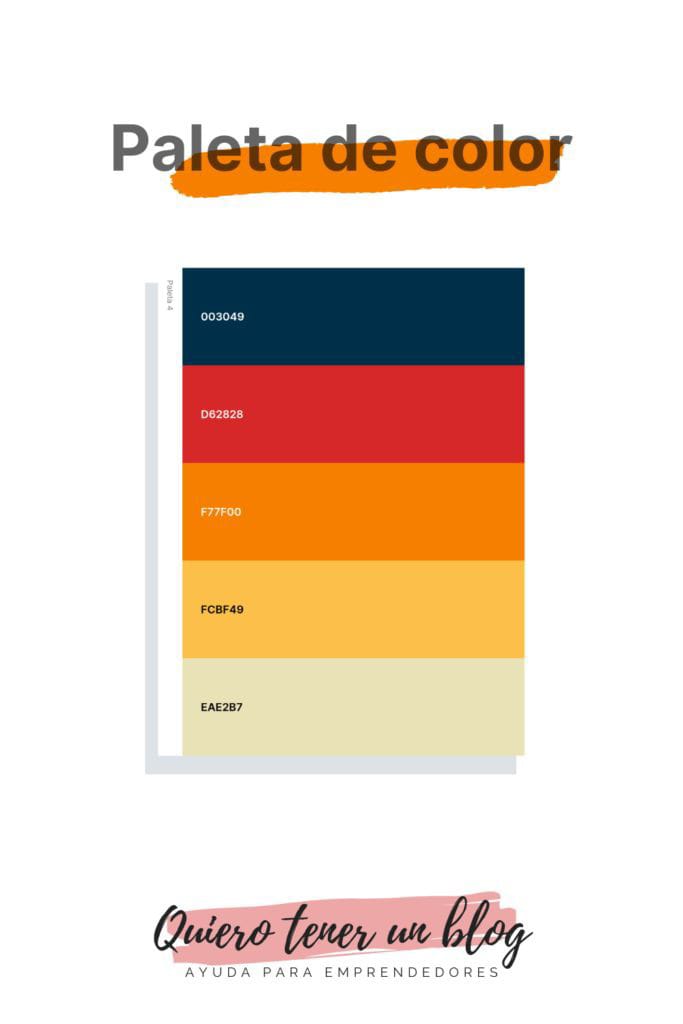 Paleta de color
Paleta 4
003049
D62828
F77F00
FCBF49
EAE2B7
Quiero tener un blog
AYUDA PARA EMPRENDEDORES